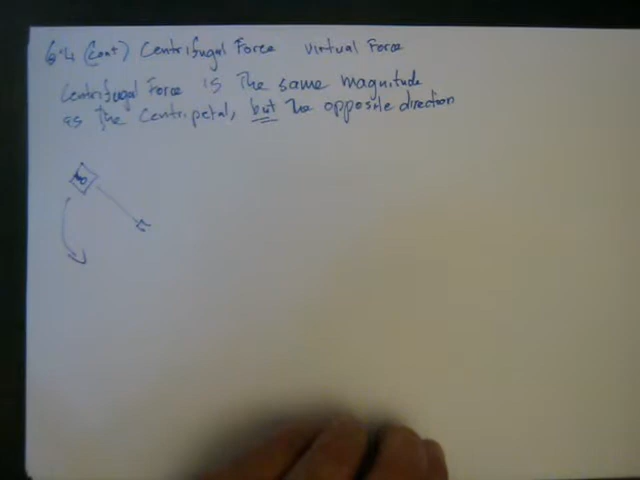 6.4 (cont) Centrifugal Force virtual Force
Centrifugal Force is The same magnitude
as The Centripetal, but The opposite direction
m
c